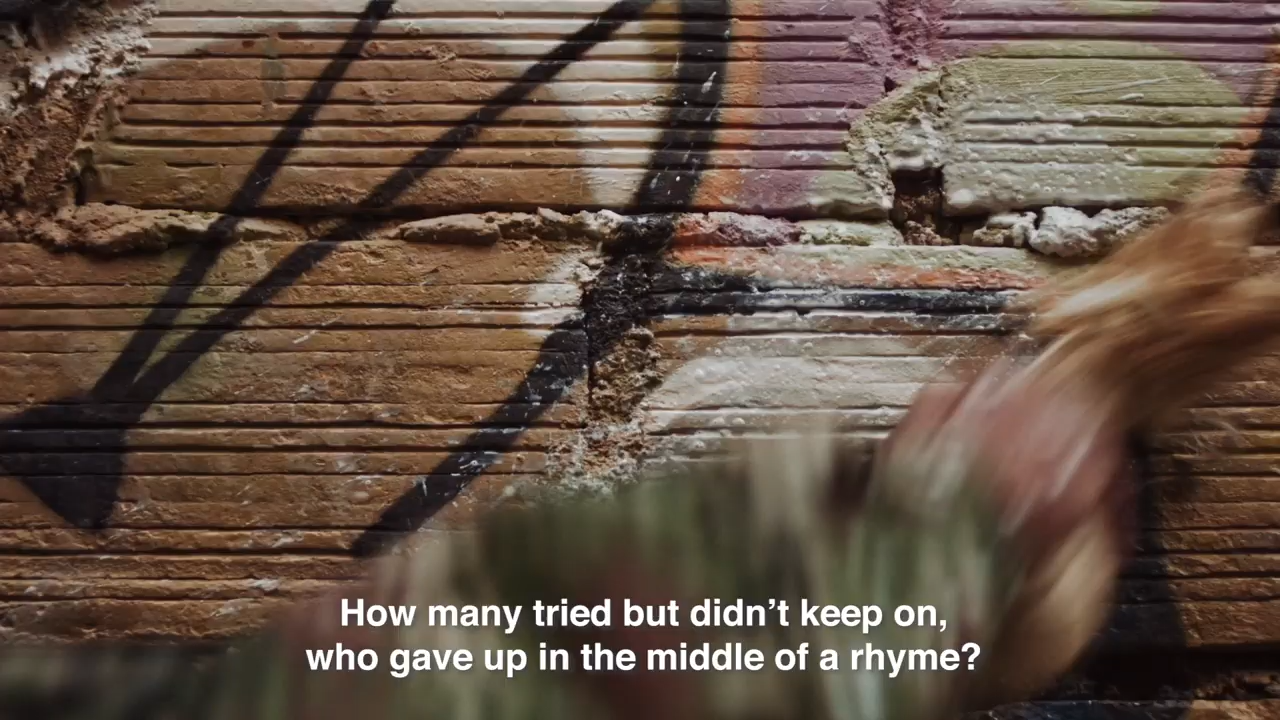 How many tried but didn’t keep on,
who gave up in the middle of a rhyme?